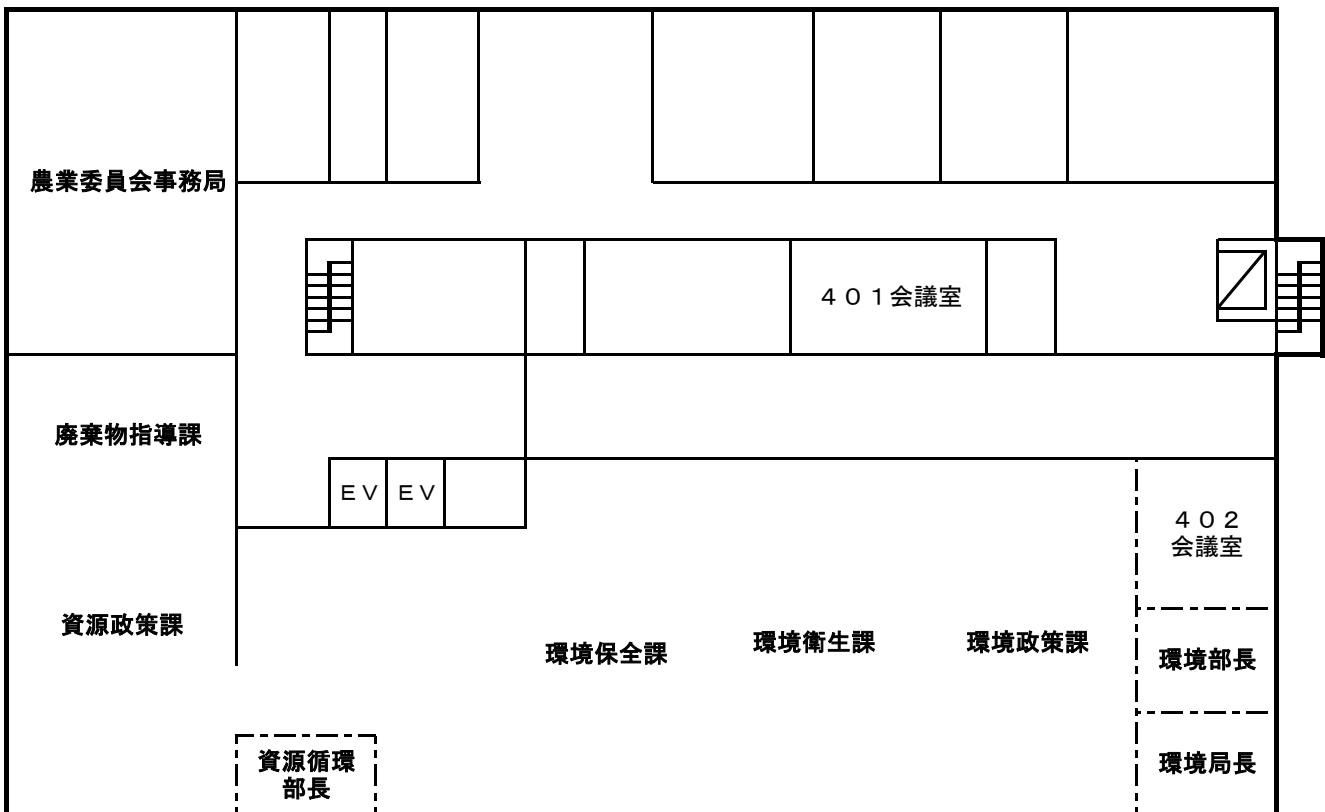 農業委員会事務局
４０１会議室
廃棄物指導課
ＥＶ
ＥＶ
４０２
会議室
資源政策課
環境保全課
環境衛生課
環境政策課
環境部長
資源循環
部長
環境局長